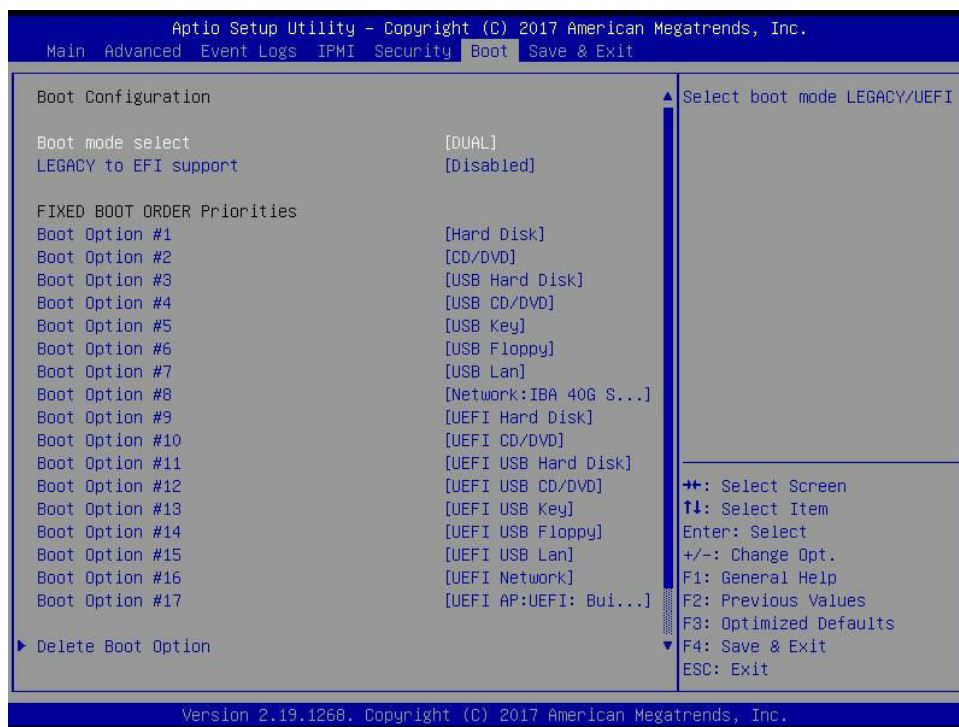 Aptio Setup Utility – Copyright (C) 2017 American Megatrends, Inc.
Main Advanced Event Logs IPMI Security Boot Save & Exit
Boot Configuration
Boot mode select [DUAL]
LEGACY to EFI support [Disabled]
FIXED BOOT ORDER Priorities
Boot Option #1 [Hard Disk]
Boot Option #2 [CD/DVD]
Boot Option #3 [USB Hard Disk]
Boot Option #4 [USB CD/DVD]
Boot Option #5 [USB Key]
Boot Option #6 [USB Floppy]
Boot Option #7 [USB Lan]
Boot Option #8 [Network:IBA 40G S...]
Boot Option #9 [UEFI Hard Disk]
Boot Option #10 [UEFI CD/DVD]
Boot Option #11 [UEFI USB Hard Disk]
Boot Option #12 [UEFI USB CD/DVD]
Boot Option #13 [UEFI USB Key]
Boot Option #14 [UEFI USB Floppy]
Boot Option #15 [UEFI USB Lan]
Boot Option #16 [UEFI Network]
Boot Option #17 [UEFI AP:UEFI: Bui...]
Delete Boot Option
Select boot mode LEGACY/UEFI
→←: Select Screen
↑↓: Select Item
Enter: Select
+/-: Change Opt.
F1: General Help
F2: Previous Values
F3: Optimized Defaults
F4: Save & Exit
ESC: Exit
Version 2.19.1268. Copyright (C) 2017 American Megatrends, Inc.